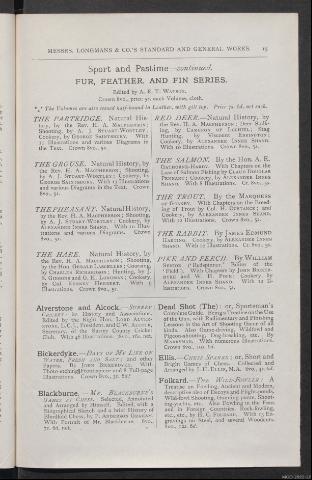 MESSRS. LONGMANS & CO.'S STANDARD AND GENERAL WORKS. 15
Sport and Pastime—continued.
FUR, FEATHER, AND FIN SERIES.
Edited by A. E. T. WATSON.
Crown 8vo., price 5s. each Volume, cloth.
*** The Volumes are also issued half-bound in Leather, with gilt top. Price 7s. 6d. net each.
THE PARTRIDGE. Natural His-
tory, by the Rev. H. A. MACPHERSON;
Shooting, by A. J. STUART-WORTLEY;
Cookery, by GEORGE SAINTSBURY. With
11 Illustrations and various Diagrams in
the Text. Crown 8vo., 5s.
THE GROUSE. Natural History, by
the Rev. H. A. MACPHERSON; Shooting,
by A. J. STUART-WORTLEY; Cookery, by
GEORGE SAINTSBURY. With 13 Illustrations
and various Diagrams in the Text. Crown
8vo., 5s.
THE PHEASANT. Natural History,
by the Rev. H. A. MACPHERSON; Shooting,
by A. J. STUART-WORTLEY; Cookery, by
ALEXANDER INNES SHAND. With 10 Illus-
trations and various Diagrams. Crown
8vo., 5s.
THE HARE. Natural History, by
the Rev. H. A. MACPHERSON; Shooting,
by the Hon. GERALD LASCELLES; Coursing,
by CHARLES RICHARDSON; Hunting, by J.
S. GIBBONS and G. H. LONGMAN; Cookery,
by Col. KENNEY HERBERT. With 9
Illustrations. Crown 8vo., 5s.
RED DEER.—Natural History, by
the Rev. H. A. MACPHERSON; Deer Stalk-
ing, by CAMERON OF LOCHIEL; Stag
Hunting, by Viscount EBRINGTON;
Cookery, by ALEXANDER INNES SHAND.
With 10 Illustrations. Crown 8vo., 5s.
THE SALMON. By the Hon. A. E.
GATHORNE-HARDY. With Chapters on the
Law of Salmon Fishing by CLAUD DOUGLAS
PENNANT; Cookery, by ALEXANDER INNES
SHAND. With 8 Illustrations. Cr. 8vo., 5s.
THE TROUT. By the MARQUESS
OF GRANBY. With Chapters on the Breed-
ing of Trout by Col. H. CUSTANCE; and
Cookery, by ALEXANDER INNES SHAND.
With 12 Illustrations. Crown 8vo., 5s.
THE RABBIT. By JAMES EDMUND
HARTING. Cookery, by ALEXANDER INNES
SHAND. With 10 Illustrations. Cr. 8vo., 5s.
PIKE AND PERCH. By WILLIAM
SENIOR ('Redspinner,' Editor of the
'Field'). With Chapters by JOHN BICKER-
DYKE and W. H. POPE; Cookery, by
ALEXANDER INNES SHAND. With 12 Il-
lustrations. Crown 8vo., 5s.
Alverstone and Alcock.—SURREY
CRICKET: its History and Associations.
Edited by the Right Hon. LORD ALVER-
STONE, L.C.J., President, and C. W. ALCOCK,
Secretary, of the Surrey County Cricket
Club. With 48 Illustrations. 8vo., 16s. net.
Bickerdyke.—DAYS OF MY LIFE ON
WATER, FRESH AND SALT; and other
Papers. By JOHN BICKERDYKE. With
Photo-etching Frontispiece and 8 Full-page
Illustrations. Crown 8vo., 3s. 6d.
Blackburne.—MR. BLACKBURNE'S
GAMES AT CHESS. Selected, Annotated
and Arranged by Himself. Edited, with a
Biographical Sketch and a brief History of
Blindfold Chess, by P. ANDERSON GRAHAM.
With Portrait of Mr. Blackburne. 8vo.,
7s. 6d. net.
Dead Shot (The): or, Sportsman's
Complete Guide. Being a Treatise on the Use
of the Gun, with Rudimentary and Finishing
Lessons in the Art of Shooting Game of all
kinds. Also Game-driving, Wildfowl and
Pigeon-shooting, Dog-breaking, etc. By
MARKSMAN. With numerous Illustrations.
Crown 8vo., 10s. 6d.
Ellis.—CHESS SPARKS; or, Short and
Bright Games of Chess. Collected and
Arranged by J. H. ELLIS, M.A. 8vo., 4s. 6d.
Folkard.—THE WILD-FOWLER: A
Treatise on Fowling, Ancient and Modern,
descriptive also of Decoys and Flight-ponds,
Wild-fowl Shooting, Gunning-punts, Shoot-
ing-yachts, etc. Also Fowling in the Fens
and in Foreign Countries, Rock-fowling,
etc., etc., by H. C. FOLKARD. With 13 En-
gravings on Steel, and several Woodcuts.
8vo., 12s. 6d.